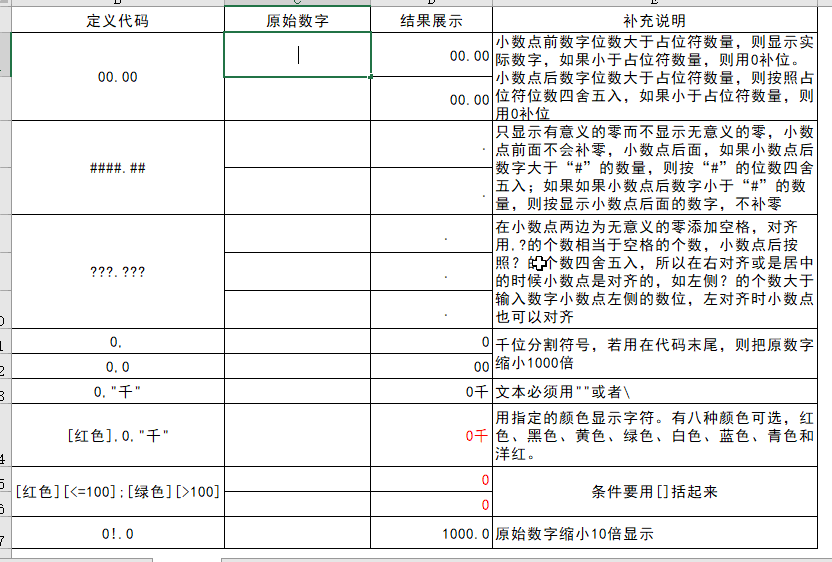 定义代码 原始数字 结果展示 补充说明
00.00
00.00
00.00
小数点前数字位数大于占位符数量，则显示实
际数字，如果小于占位符数量，则用0补位。
小数点后数字位数大于占位符数量，则按照占
位符位数四舍五入，如果小于占位符数量，则
用0补位
####.##
.
.
只显示有意义的零而不显示无意义的零，小数
点前面不会补零，小数点后面，如果小数点后
数字大于“#”的数量，则按“#”的位数四舍
五入；如果如果小数点后数字小于“#”的数
量，则按显示小数点后面的数字，不补零
???.???
.
.
.
在小数点两边为无意义的零添加空格，对齐
用.?的个数相当于空格的个数，小数点后按
照？的个数四舍五入，所以在右对齐或是居中
的时候小数点是对齐的，如左侧？的个数大于
输入数字小数点左侧的数位，左对齐时小数点
也可以对齐
0, 0
0,0 00
千位分割符号，若用在代码末尾，则把原数字
缩小1000倍
0,"千" 0千 文本必须用""或者\
[红色],0,"千" 0千
用指定的颜色显示字符。有八种颜色可选，红
色、黑色、黄色、绿色、白色、蓝色、青色和
洋红。
[红色][<=100];[绿色][>100]
0
0
条件要用[]括起来
0!.0 1000.0 原始数字缩小10倍显示